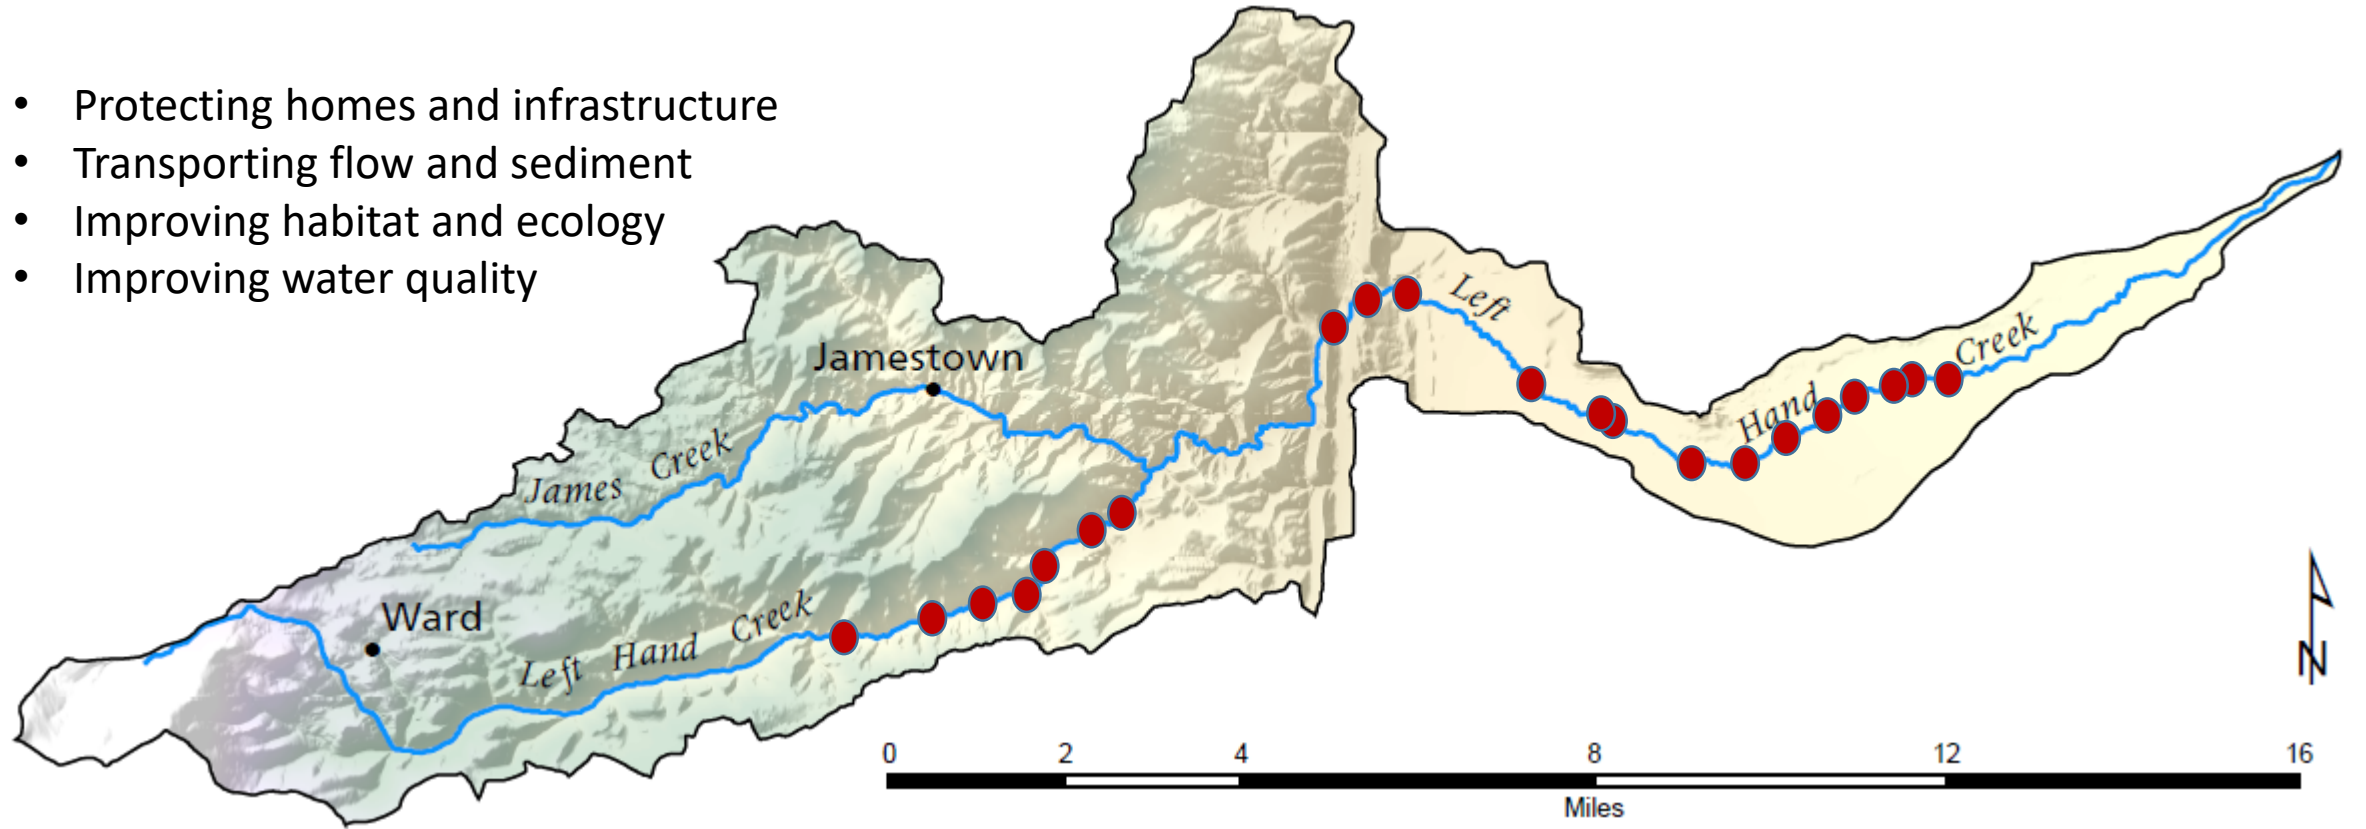 • Protecting homes and infrastructure
• Transporting flow and sediment
• Improving habitat and ecology
• Improving water quality
Left
Hand
Creek
Jamestown
James Creek
Ward
Left Hand Creek
N
0 2 4 8 12 16
Miles